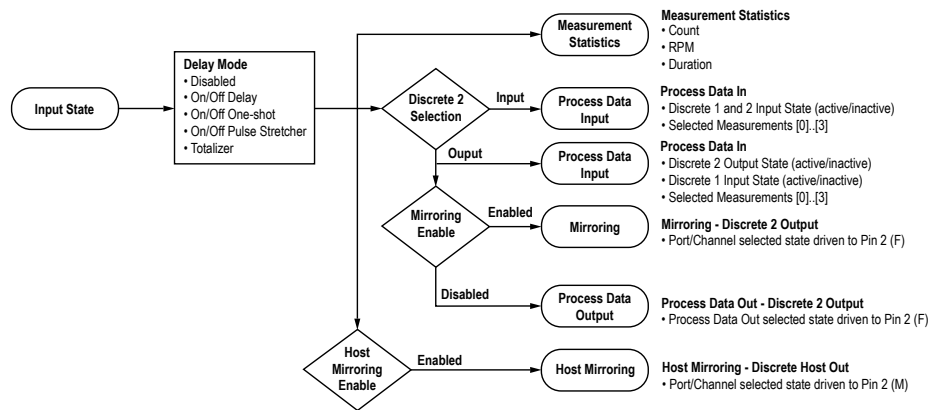 Input State
Delay Mode
• Disabled
• On/Off Delay
• On/Off One-shot
• On/Off Pulse Stretcher
• Totalizer
Measurement
Statistics
Measurement Statistics
• Count
• RPM
• Duration
Discrete 2
Selection
Input
Process Data
Input
Process Data In
• Discrete 1 and 2 Input State (active/inactive)
• Selected Measurements [0]..[3]
Ouput
Process Data
Input
Process Data In
• Discrete 2 Output State (active/inactive)
• Discrete 1 Input State (active/inactive)
• Selected Measurements [0]..[3]
Mirroring
Enable
Enabled
Mirroring
Mirroring - Discrete 2 Output
• Port/Channel selected state driven to Pin 2 (F)
Disabled
Process Data
Output
Process Data Out - Discrete 2 Output
• Process Data Out selected state driven to Pin 2 (F)
Host
Mirroring
Enable
Enabled
Host Mirroring
Host Mirroring - Discrete Host Out
• Port/Channel selected state driven to Pin 2 (M)